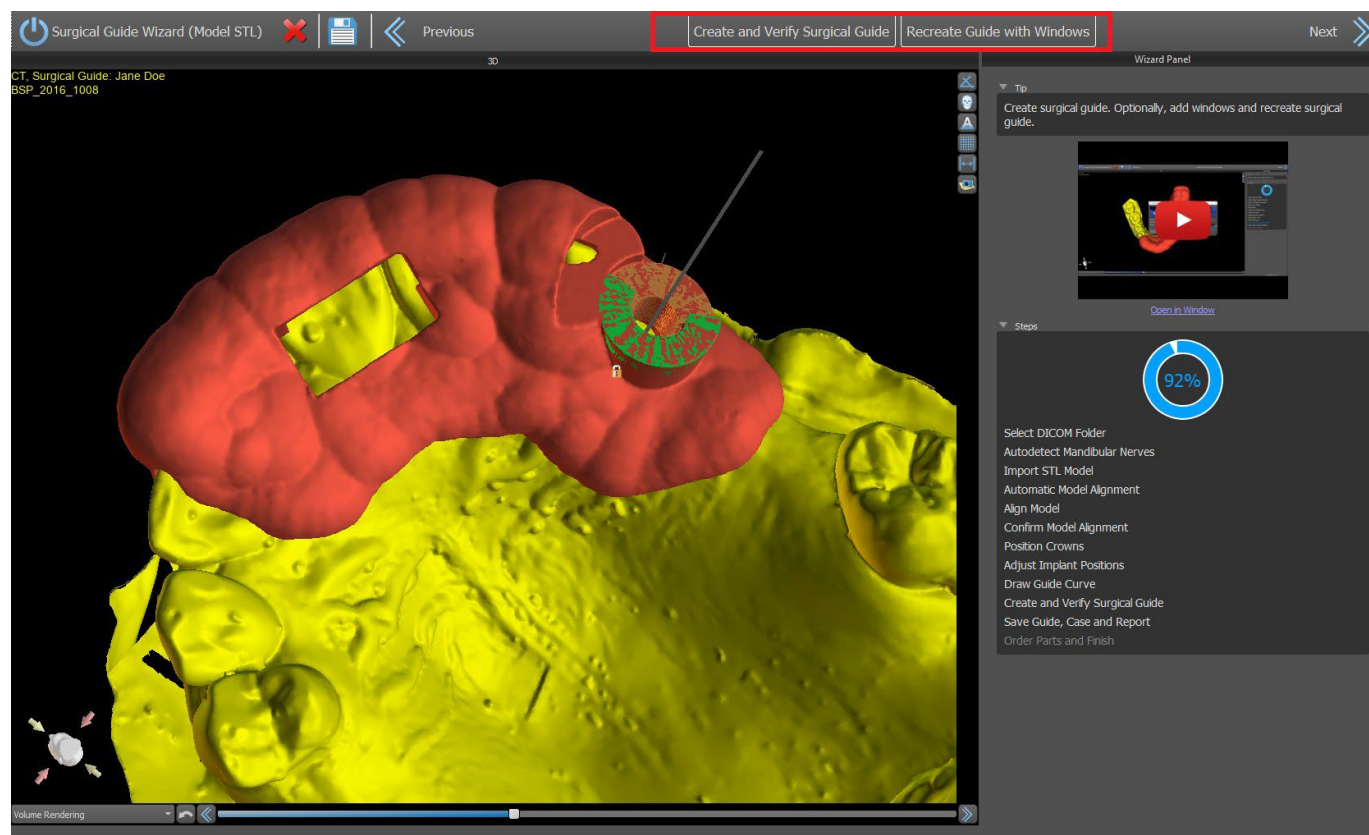 Surgical Guide Wizard (Model STL)
Previous
Create and Verify Surgical Guide
Recreate Guide with Windows
Next
3D
Wizard Panel
CT, Surgical Guide: Jane Doe
BSP_2016_1008
Tip
Create surgical guide. Optionally, add windows and recreate surgical
guide.
Open in Window
Steps
92%
Select DICOM Folder
Autodetect Mandibular Nerves
Import STL Model
Automatic Model Alignment
Align Model
Confirm Model Alignment
Position Crowns
Adjust Implant Positions
Draw Guide Curve
Create and Verify Surgical Guide
Save Guide, Case and Report
Order Parts and Finish
Volume Rendering